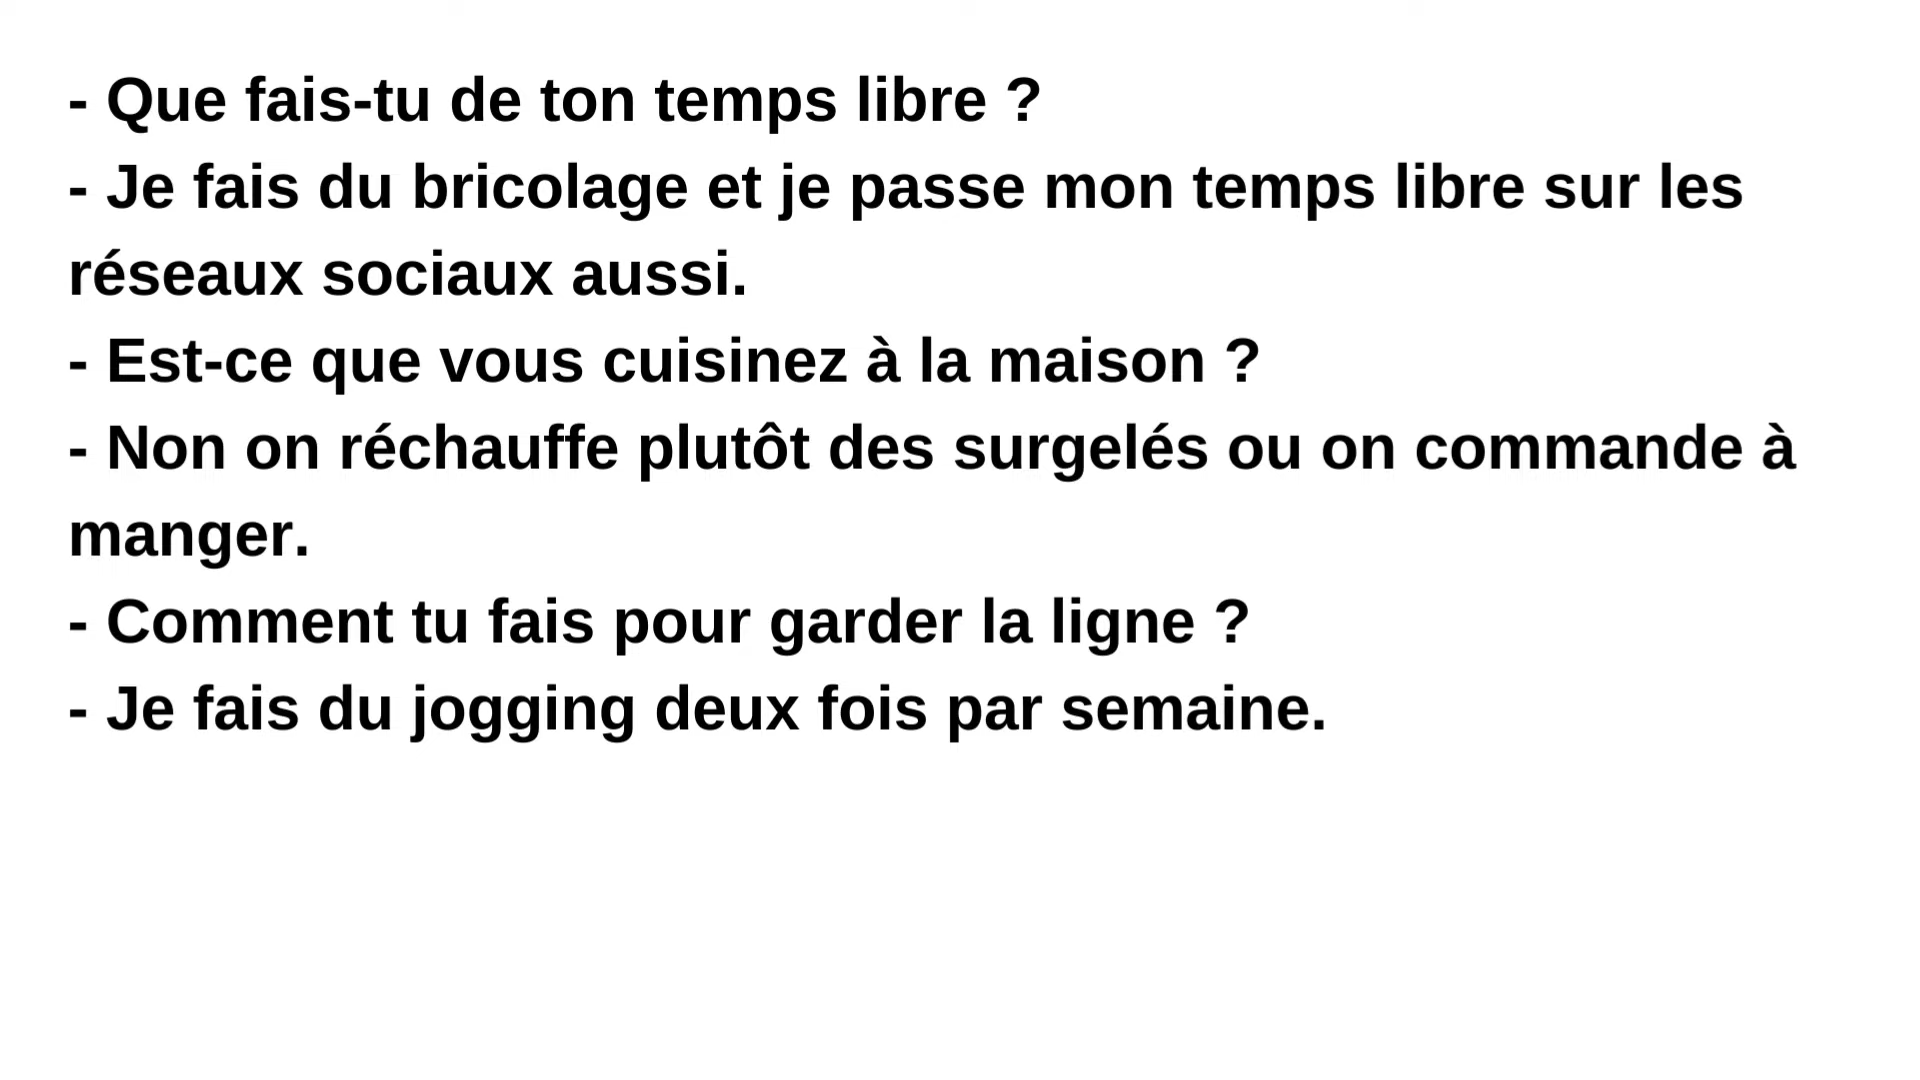 - Que fais-tu de ton temps libre ?
- Je fais du bricolage et je passe mon temps libre sur les
réseaux sociaux aussi.
- Est-ce que vous cuisinez à la maison ?
- Non on réchauffe plutôt des surgelés ou on commande à
manger.
- Comment tu fais pour garder la ligne ?
- Je fais du jogging deux fois par semaine.